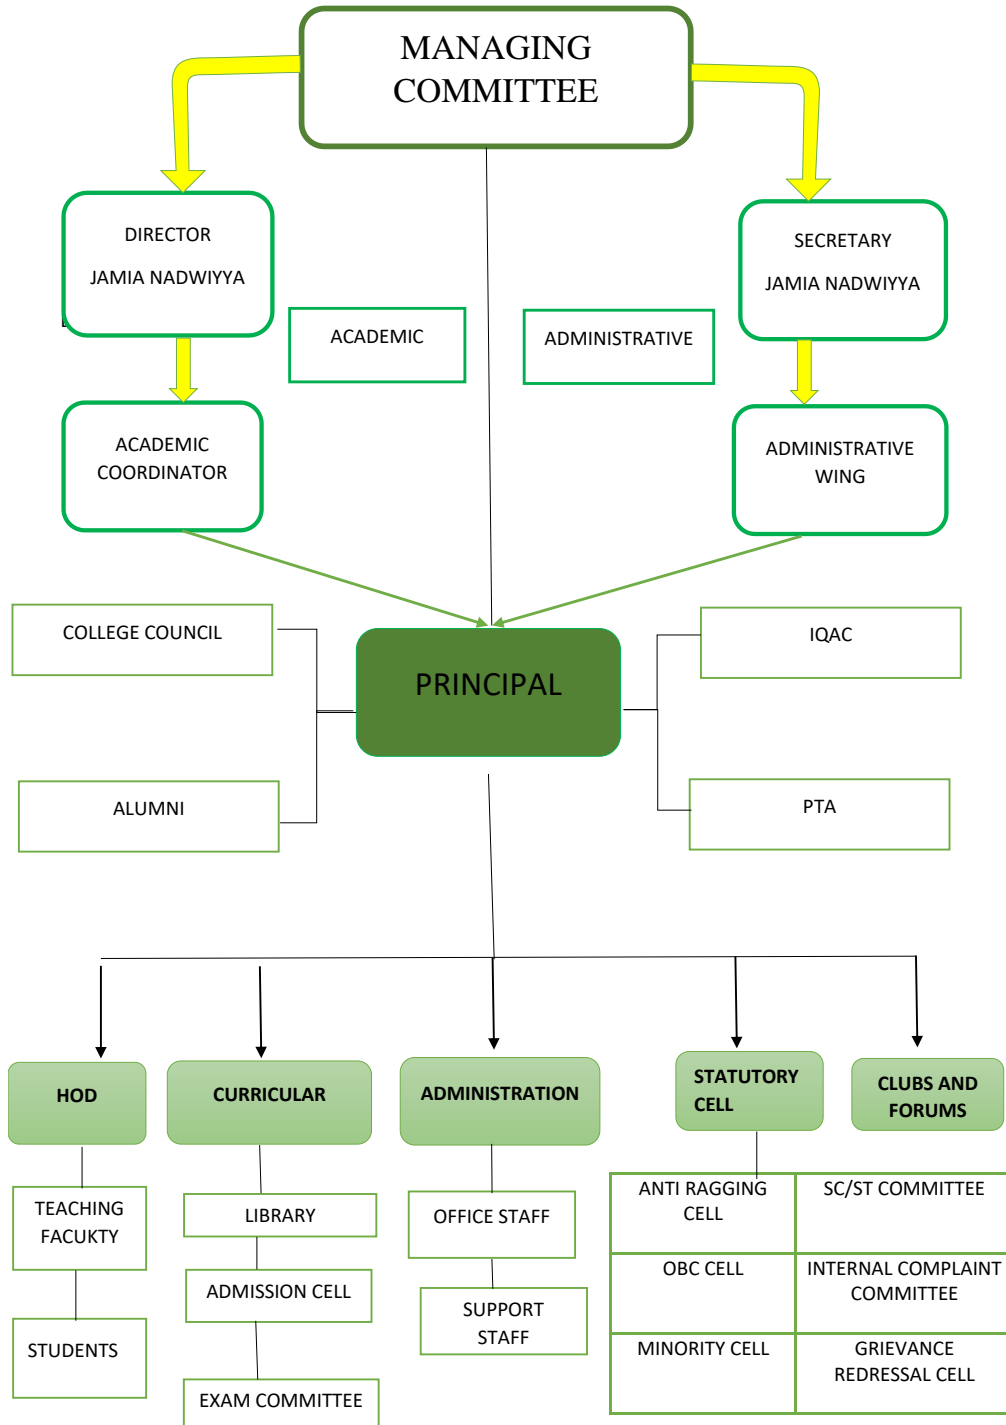 MANAGING
COMMITTEE
DIRECTOR
JAMIA NADWIYYA
SECRETARY
JAMIA NADWIYYA
ACADEMIC
ADMINISTRATIVE
ACADEMIC
COORDINATOR
ADMINISTRATIVE
WING
COLLEGE COUNCIL
IQAC
PRINCIPAL
ALUMNI
PTA
HOD
CURRICULAR
ADMINISTRATION
STATUTORY
CELL
CLUBS AND
FORUMS
TEACHING
FACUKTY
STUDENTS
LIBRARY
ADMISSION CELL
EXAM COMMITTEE
OFFICE STAFF
SUPPORT
STAFF
ANTI RAGGING
CELL
SC/ST COMMITTEE
OBC CELL
INTERNAL COMPLAINT
COMMITTEE
MINORITY CELL
GRIEVANCE
REDRESSAL CELL